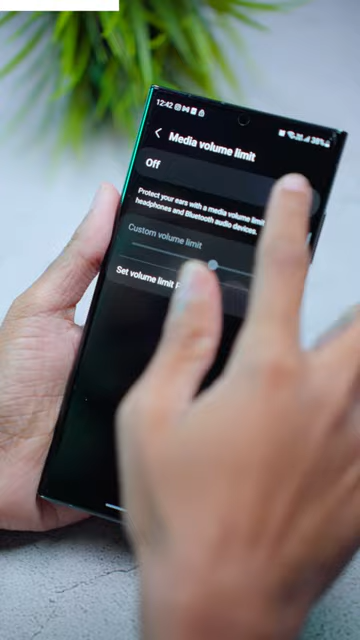 12:42
38%
Media volume limit
Off
Protect your ears with a media volume limit
headphones and Bluetooth audio devices.
Custom volume limit
Set volume limit